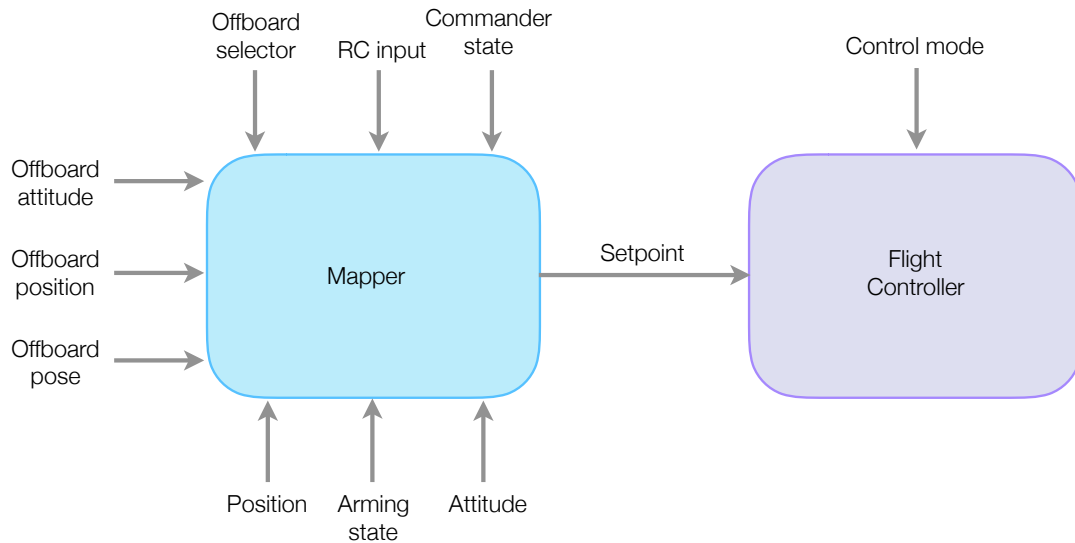 Offboard
selector
RC input
Commander
state
Control mode
Offboard
attitude
Offboard
position
Offboard
pose
Mapper
Setpoint
Flight
Controller
Position
Arming
state
Attitude